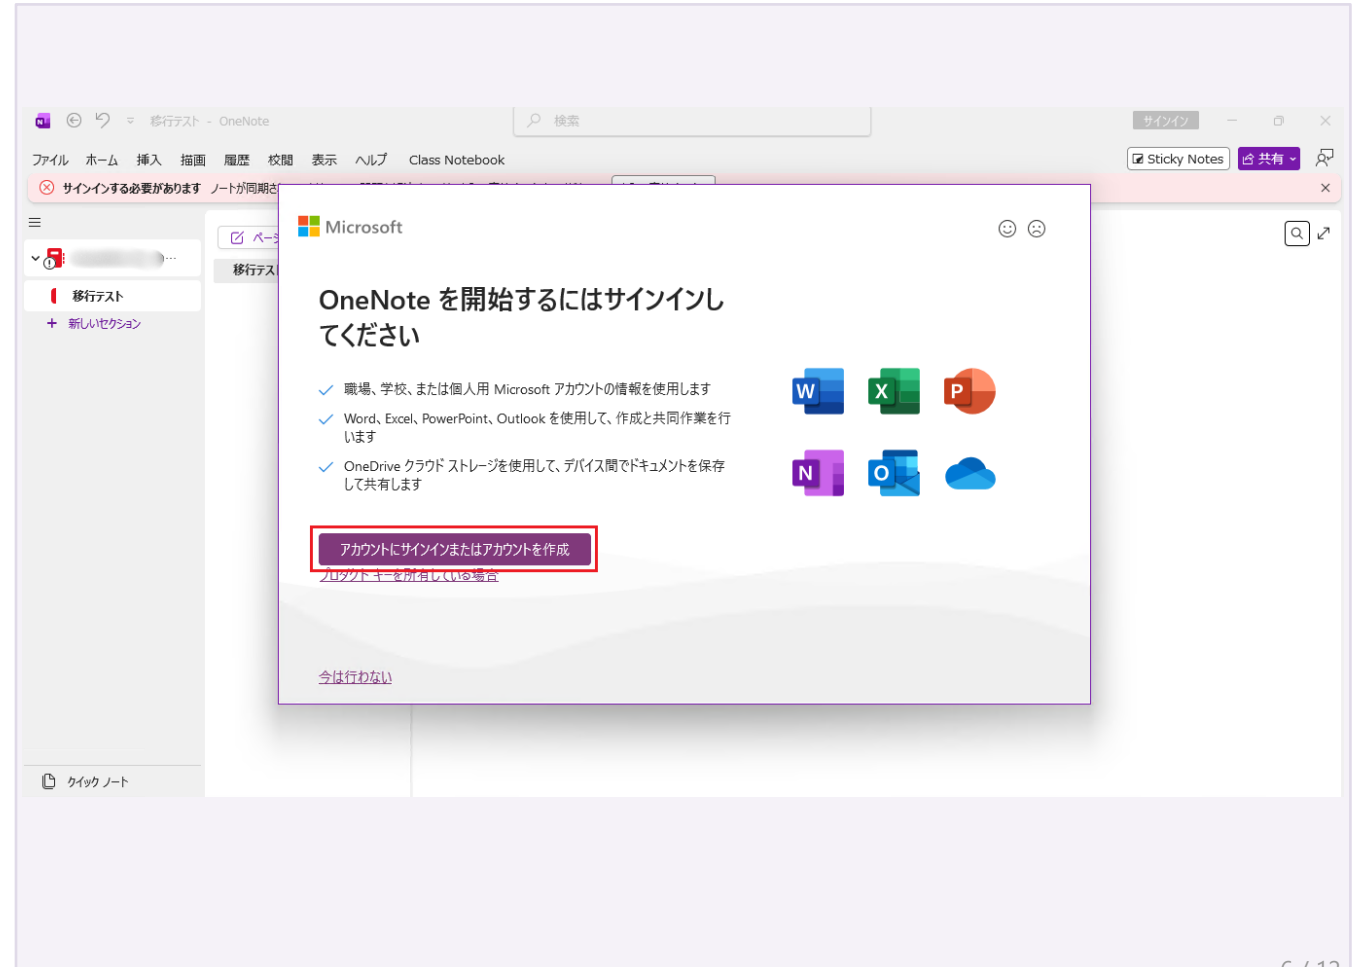 移行テスト - OneNote
検索
サインイン
ファイル ホーム 挿入 描画 履歴 校閲 表示 ヘルプ Class Notebook
Sticky Notes
共有
サインインする必要があります ノートが同期さ
ページ
移行テス
移行テスト
+ 新しいセクション
クイック ノート
Microsoft
OneNote を開始するにはサインインし
てください
職場、学校、または個人用 Microsoft アカウントの情報を使用します
Word、Excel、PowerPoint、Outlook を使用して、作成と共同作業を行
います
OneDrive クラウド ストレージを使用して、デバイス間でドキュメントを保存
して共有します
W X P
N O
アカウントにサインインまたはアカウントを作成
プロダクト キーを所有している場合
今は行わない